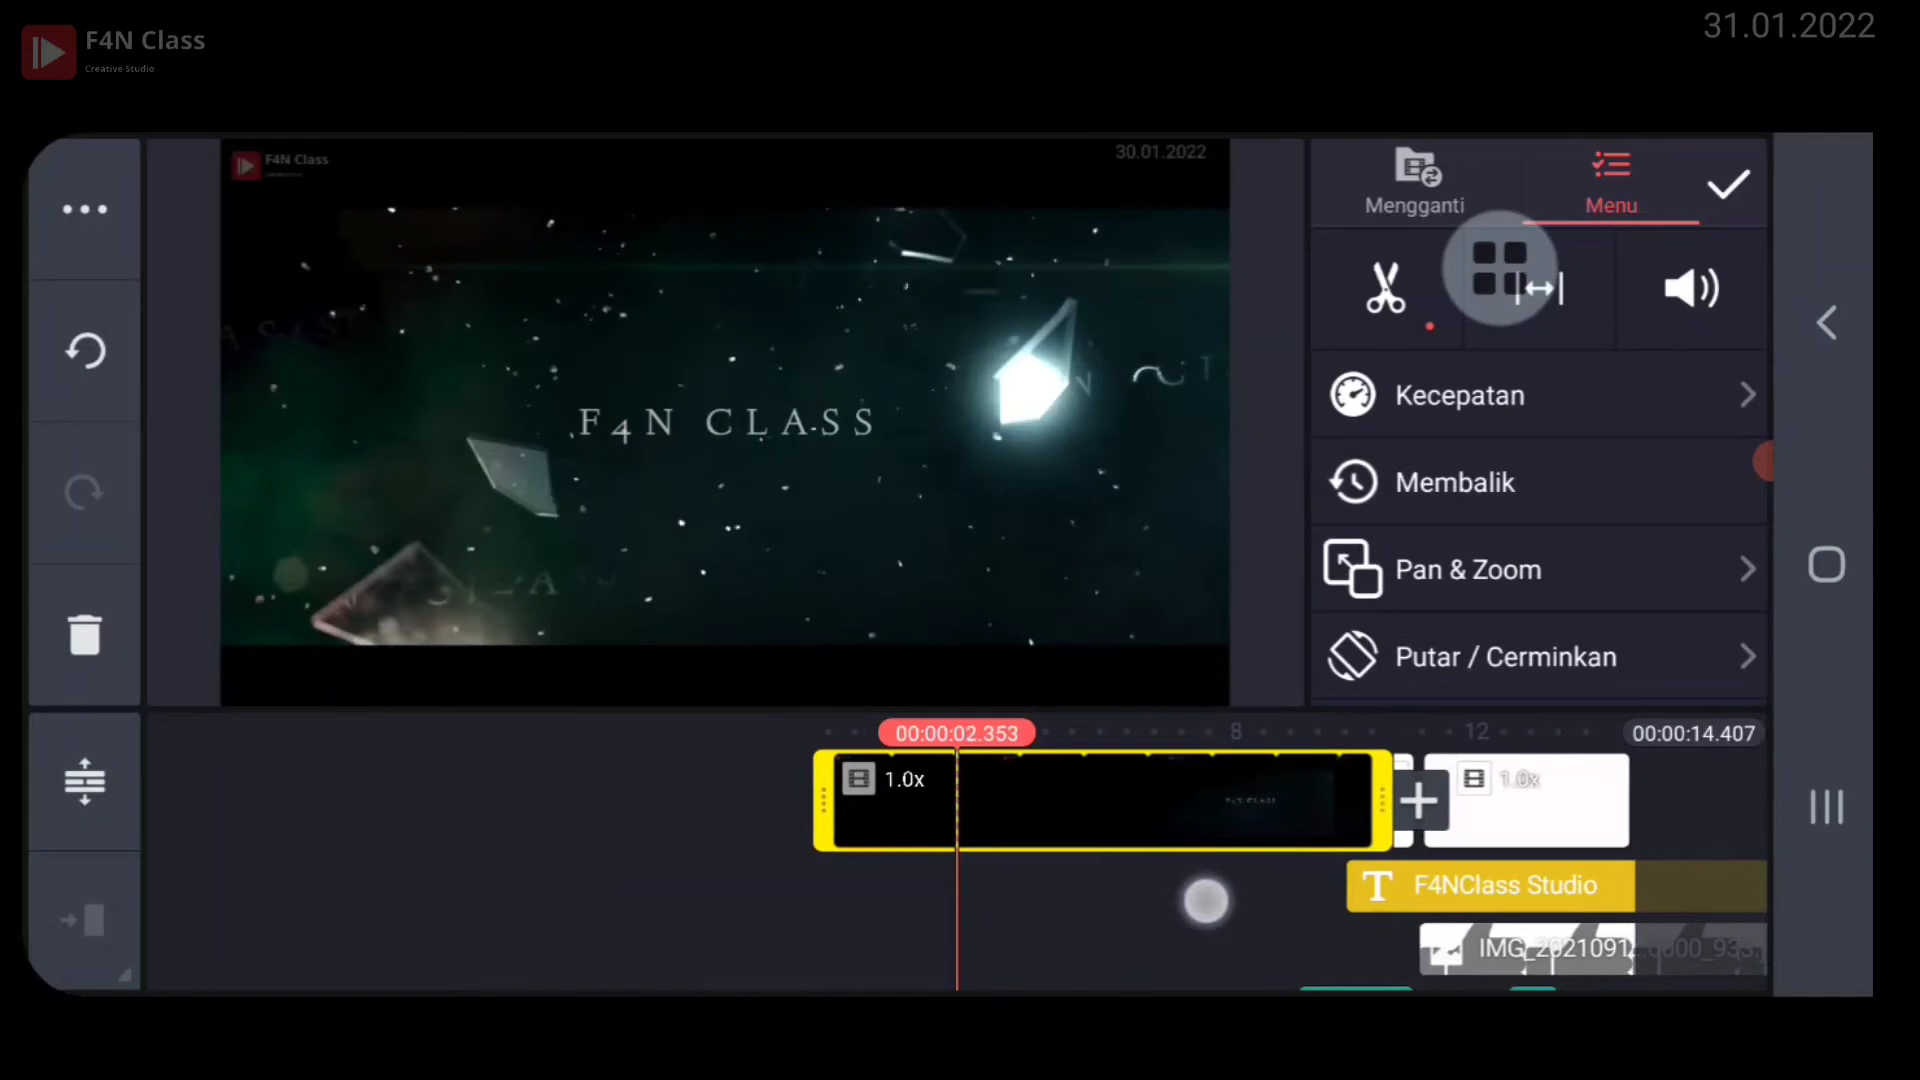 F4N Class
Creative Studio
31.01.2022
F4N Class
30.01.2022
F4N CLASS
Mengganti
Menu
Kecepatan
Membalik
Pan & Zoom
Putar / Cerminkan
00:00:02.353
8
12
00:00:14.407
1.0x
1.0x
F4NClass Studio